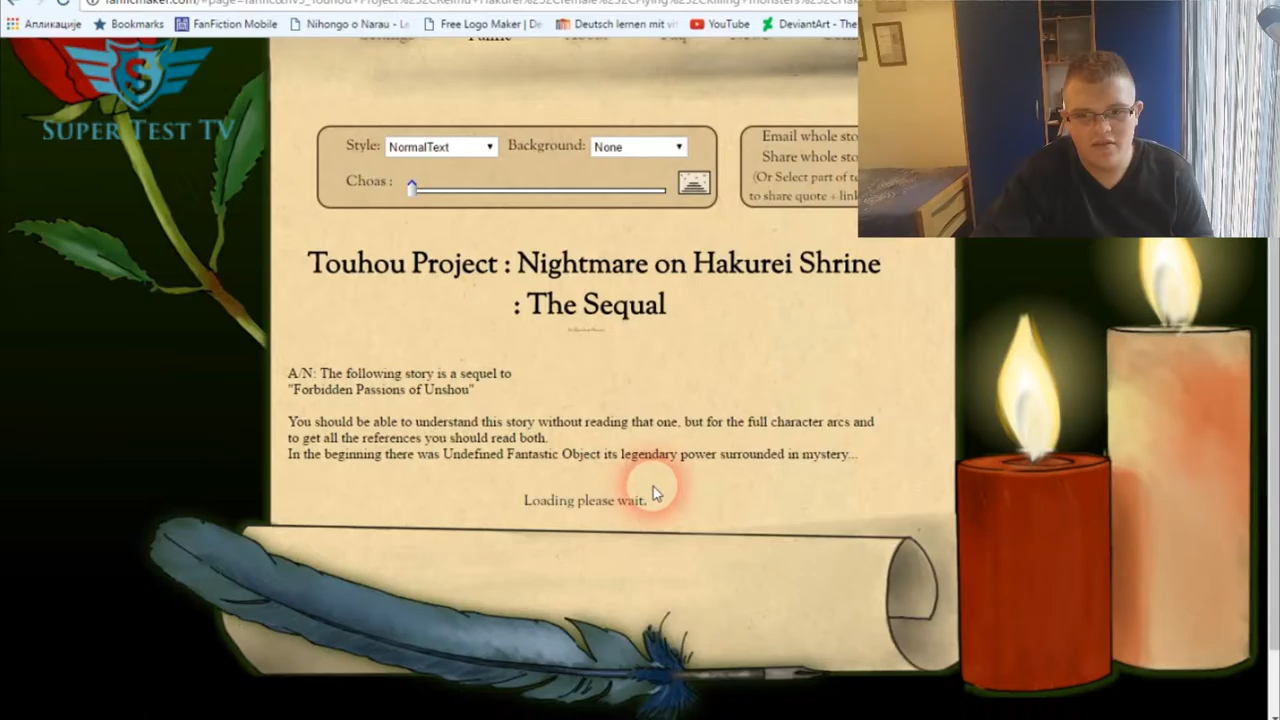 Апликације Bookmarks FanFiction Mobile Nihongo o Narau - Le Free Logo Maker | De Deutsch lernen mit vi YouTube DeviantArt - The
SUPER TEST TV
Style: NormalText Background: None
Choas :
Email whole sto
Share whole sto
(Or Select part of te
to share quote + link
Touhou Project : Nightmare on Hakurei Shrine
: The Sequal
A/N: The following story is a sequel to
"Forbidden Passions of Unshou"
You should be able to understand this story without reading that one, but for the full character arcs and
to get all the references you should read both.
In the beginning there was Undefined Fantastic Object its legendary power surrounded in mystery...
Loading please wait.